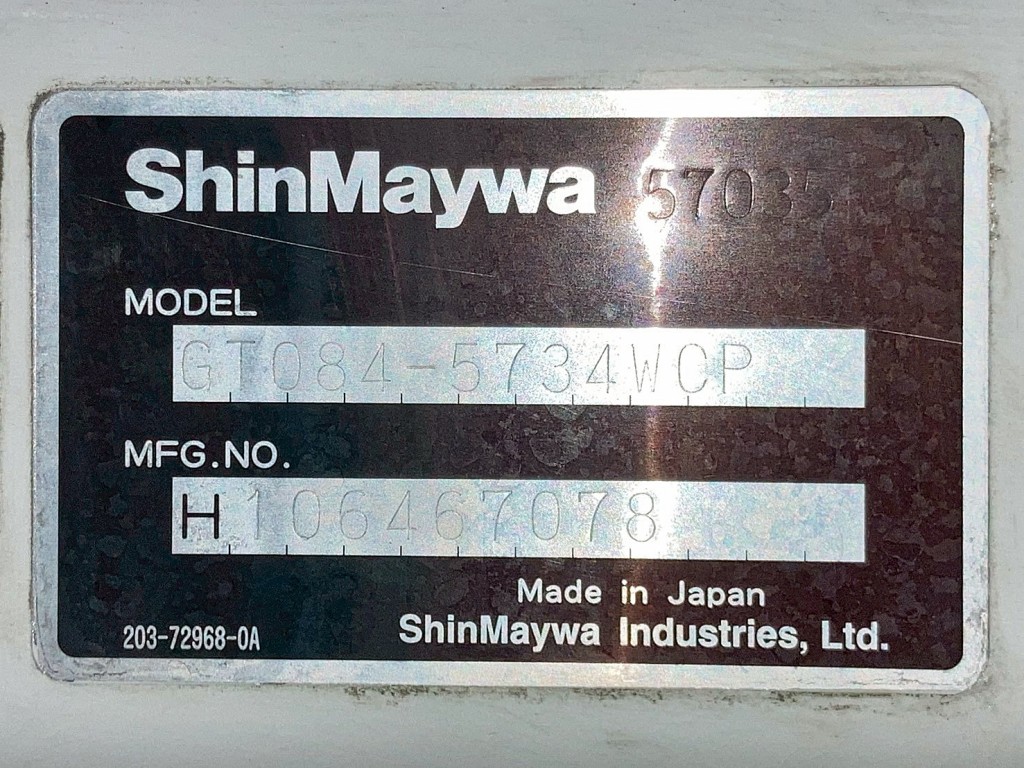 ShinMaywa 57035
MODEL
GT084-5734WCP
MFG.NO.
H106467078
Made in Japan
203-72968-0A ShinMaywa Industries, Ltd.